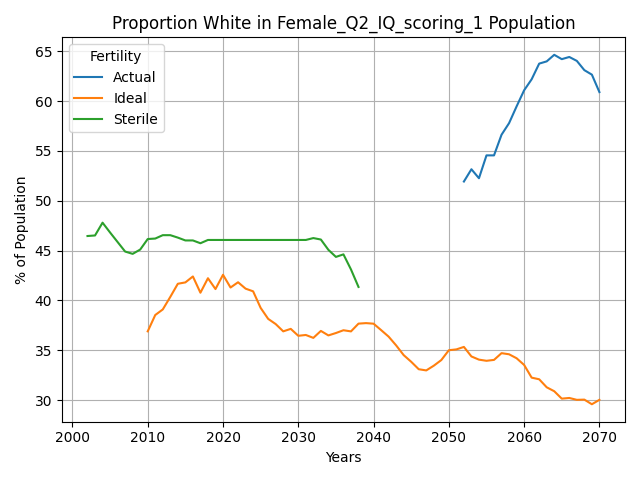 Proportion White in Female_Q2_IQ_scoring_1 Population
Fertility
Actual
Ideal
Sterile
% of Population
65
60
55
50
45
40
35
30
2000
2010
2020
2030
2040
2050
2060
2070
Years